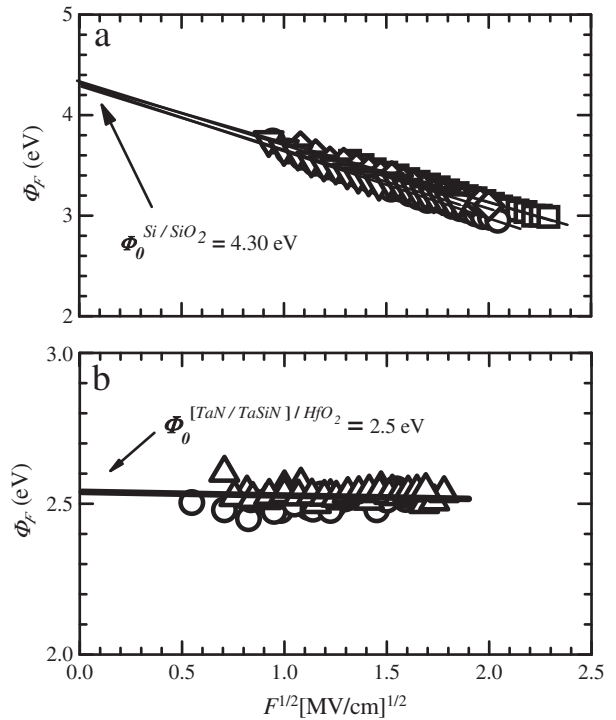 5
a
4
Φ_F (eV)
3
Φ_0^{Si / SiO_2} = 4.30 eV
2
3.0
b
Φ_0^{[TaN / TaSiN] / HfO_2} = 2.5 eV
Φ_F (eV)
2.5
2.0
0.0 0.5 1.0 1.5 2.0 2.5
F^{1/2}[MV/cm]^{1/2}